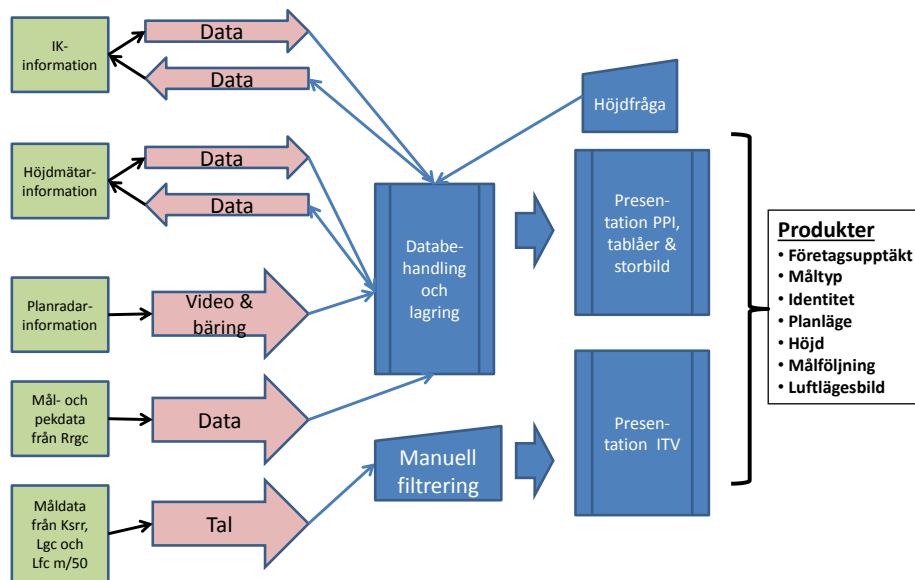 IK-
information
Data
Data
Höjdfråga
Höjdmätar-
information
Data
Data
Databe-
handling
och
lagring
Presen-
tation PPI,
tablåer &
storbild
Produkter
• Företagsupptäkt
• Måltyp
• Identitet
• Planläge
• Höjd
• Målföljning
• Luftlägesbild
Planradar-
information
Video &
bäring
Mål- och
pekdata
från Rrgc
Data
Manuell
filtrering
Presen-
tation ITV
Måldata
från Ksrr,
Lgc och
Lfc m/50
Tal